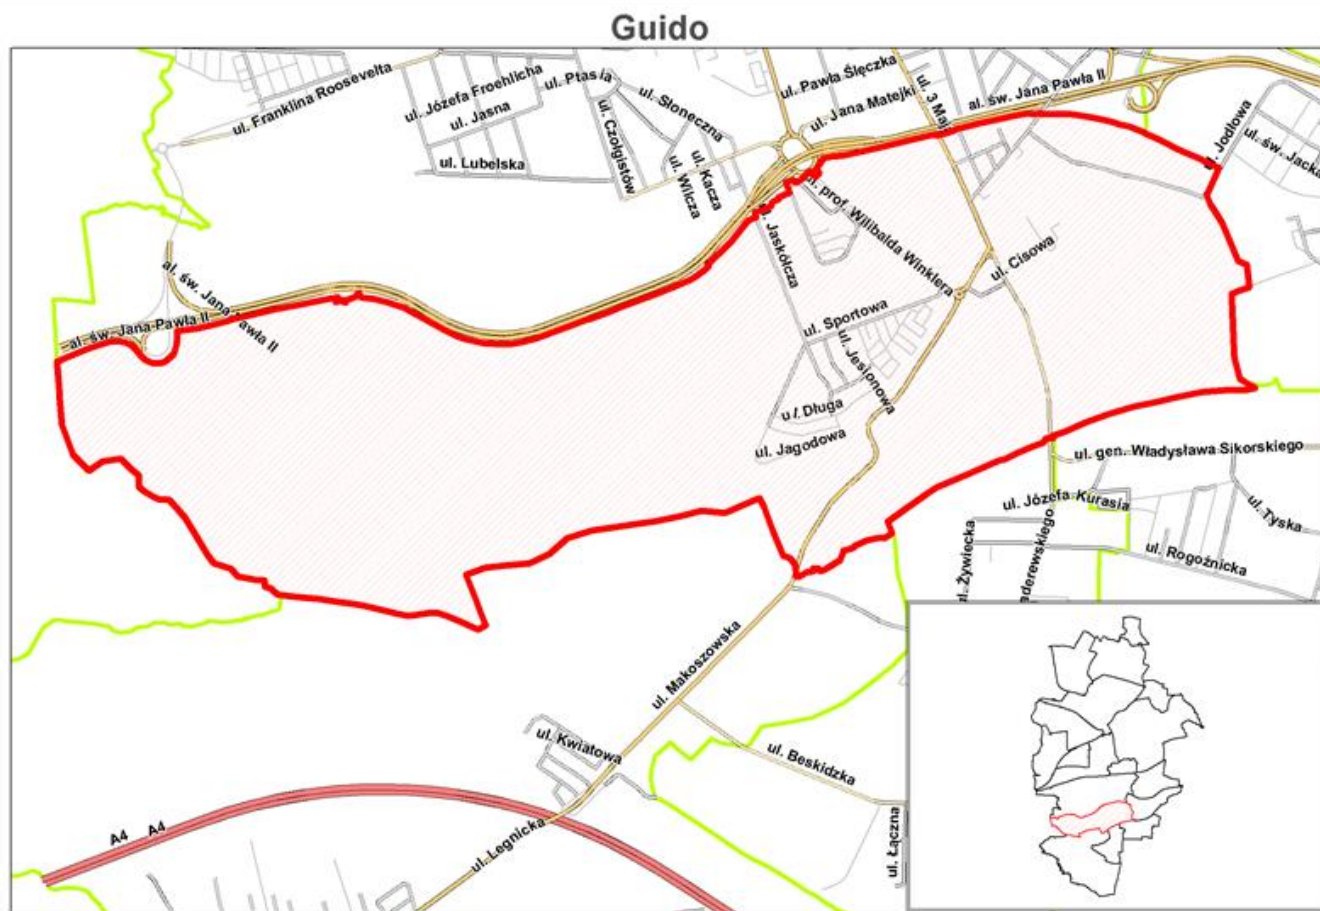 Guido
ul. Franklina Roosevelta
ul. Józefa Froehlicha
ul. Ptasia
ul. Jasna
ul. Słoneczna
ul. Czołgistów
ul. Lubelska
ul. Wilcza
ul. Kacza
ul. Pawła Ślęczka
ul. Jana Matejki
ul. 3 Maja
al. św. Jana Pawła II
ul. Jodłowa
ul. św. Jacka
ul. prof. Wilibalda Winklera
ul. Jaskółcza
ul. Cisowa
al. św. Jana Pawła II
al. św. Jana Pawła II
ul. Sportowa
ul. Jesionowa
ul. Długa
ul. Jagodowa
ul. gen. Władysława Sikorskiego
ul. Józefa Kurasia
ul. Tyska
ul. Żywiecka
aderewskiego
ul. Rogoźnicka
ul. Makoszowska
ul. Kwiatowa
ul. Beskidzka
A4 A4
ul. Legnicka
ul. Łączna